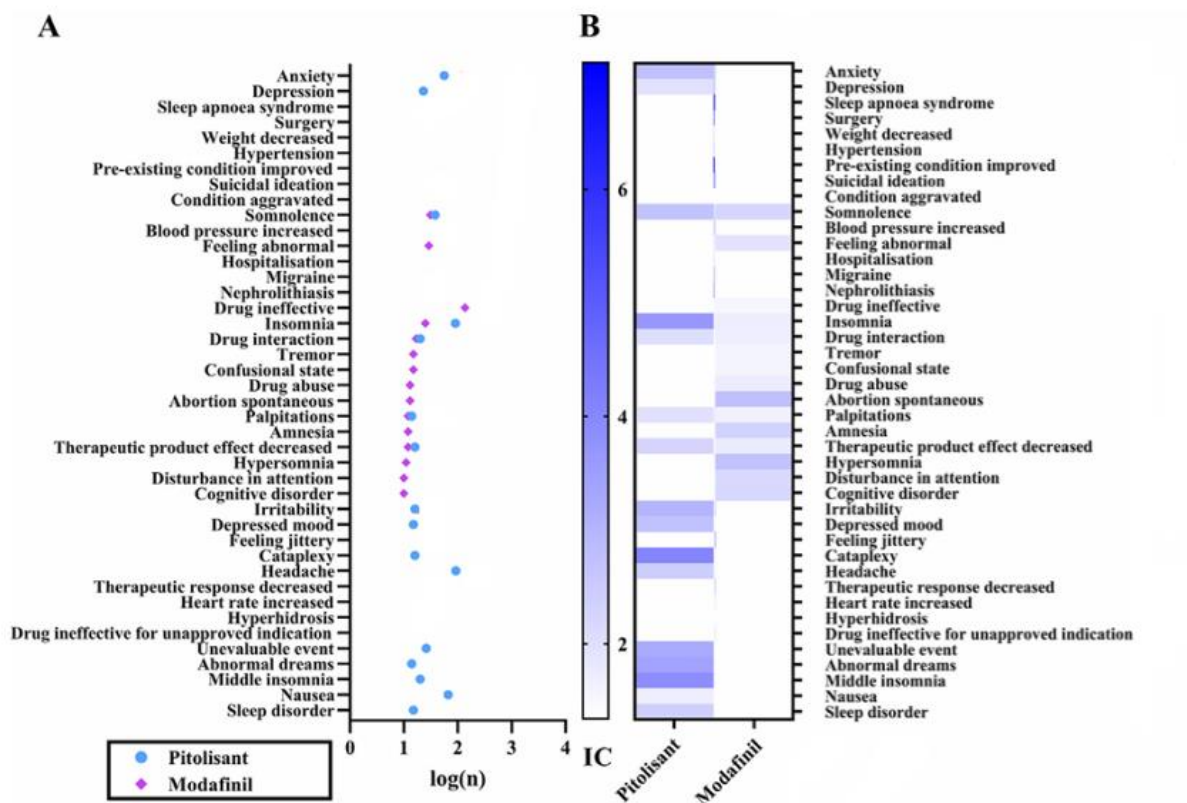 A
Anxiety
Depression
Sleep apnoea syndrome
Surgery
Weight decreased
Hypertension
Pre-existing condition improved
Suicidal ideation
Condition aggravated
Somnolence
Blood pressure increased
Feeling abnormal
Hospitalisation
Migraine
Nephrolithiasis
Drug ineffective
Insomnia
Drug interaction
Tremor
Confusional state
Drug abuse
Abortion spontaneous
Palpitations
Amnesia
Therapeutic product effect decreased
Hypersomnia
Disturbance in attention
Cognitive disorder
Irritability
Depressed mood
Feeling jittery
Cataplexy
Headache
Therapeutic response decreased
Heart rate increased
Hyperhidrosis
Drug ineffective for unapproved indication
Unevaluable event
Abnormal dreams
Middle insomnia
Nausea
Sleep disorder
0 1 2 3 4
log(n)
Pitolisant
Modafinil
B
6
4
2
IC
Pitolisant
Modafinil
Anxiety
Depression
Sleep apnoea syndrome
Surgery
Weight decreased
Hypertension
Pre-existing condition improved
Suicidal ideation
Condition aggravated
Somnolence
Blood pressure increased
Feeling abnormal
Hospitalisation
Migraine
Nephrolithiasis
Drug ineffective
Insomnia
Drug interaction
Tremor
Confusional state
Drug abuse
Abortion spontaneous
Palpitations
Amnesia
Therapeutic product effect decreased
Hypersomnia
Disturbance in attention
Cognitive disorder
Irritability
Depressed mood
Feeling jittery
Cataplexy
Headache
Therapeutic response decreased
Heart rate increased
Hyperhidrosis
Drug ineffective for unapproved indication
Unevaluable event
Abnormal dreams
Middle insomnia
Nausea
Sleep disorder